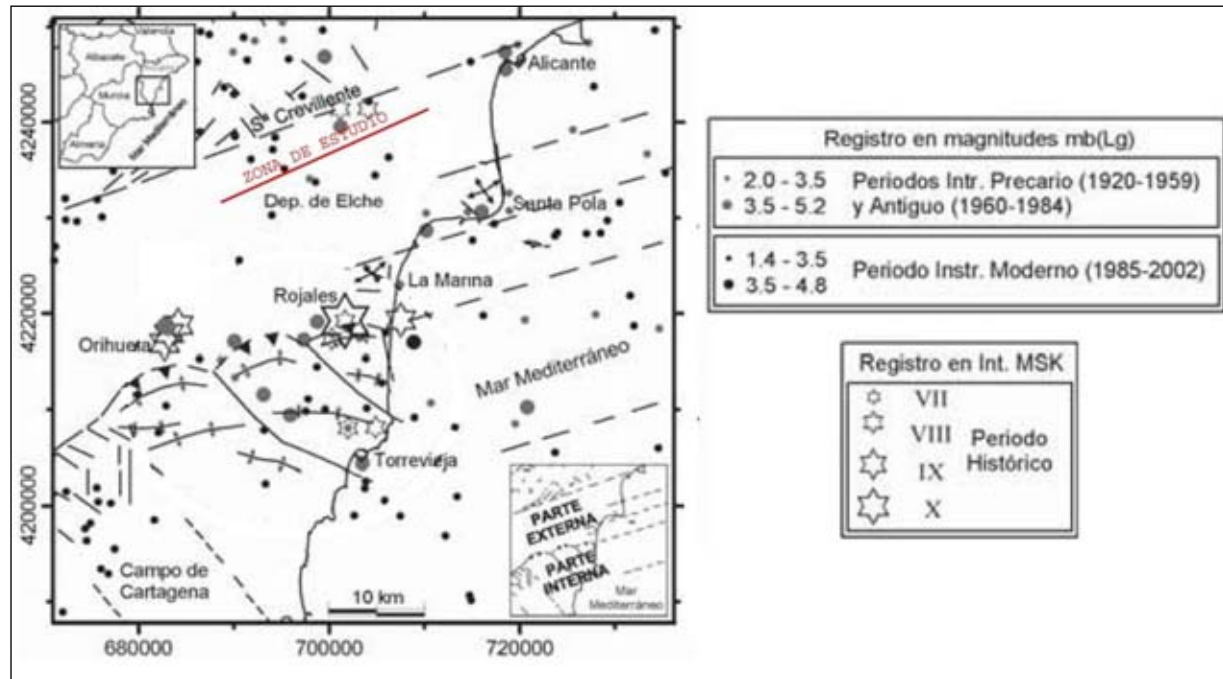 Valencia
Albacete
Murcia
Almería
Mar Mediterráneo
4240000
4220000
4200000
Sª Crevillente
ZONA DE ESTUDIO
Alicante
Dep. de Elche
Santa Pola
La Marina
Rojales
Orihuela
Mar Mediterráneo
Torrevieja
Campo de
Cartagena
10 km
PARTE
EXTERNA
PARTE
INTERNA
Mar
Mediterráneo
680000
700000
720000
Registro en magnitudes mb(Lg)
2.0 - 3.5
3.5 - 5.2
Periodos Intr. Precario (1920-1959)
y Antiguo (1960-1984)
1.4 - 3.5
3.5 - 4.8
Periodo Instr. Moderno (1985-2002)
Registro en Int. MSK
VII
VIII
IX
X
Periodo
Histórico